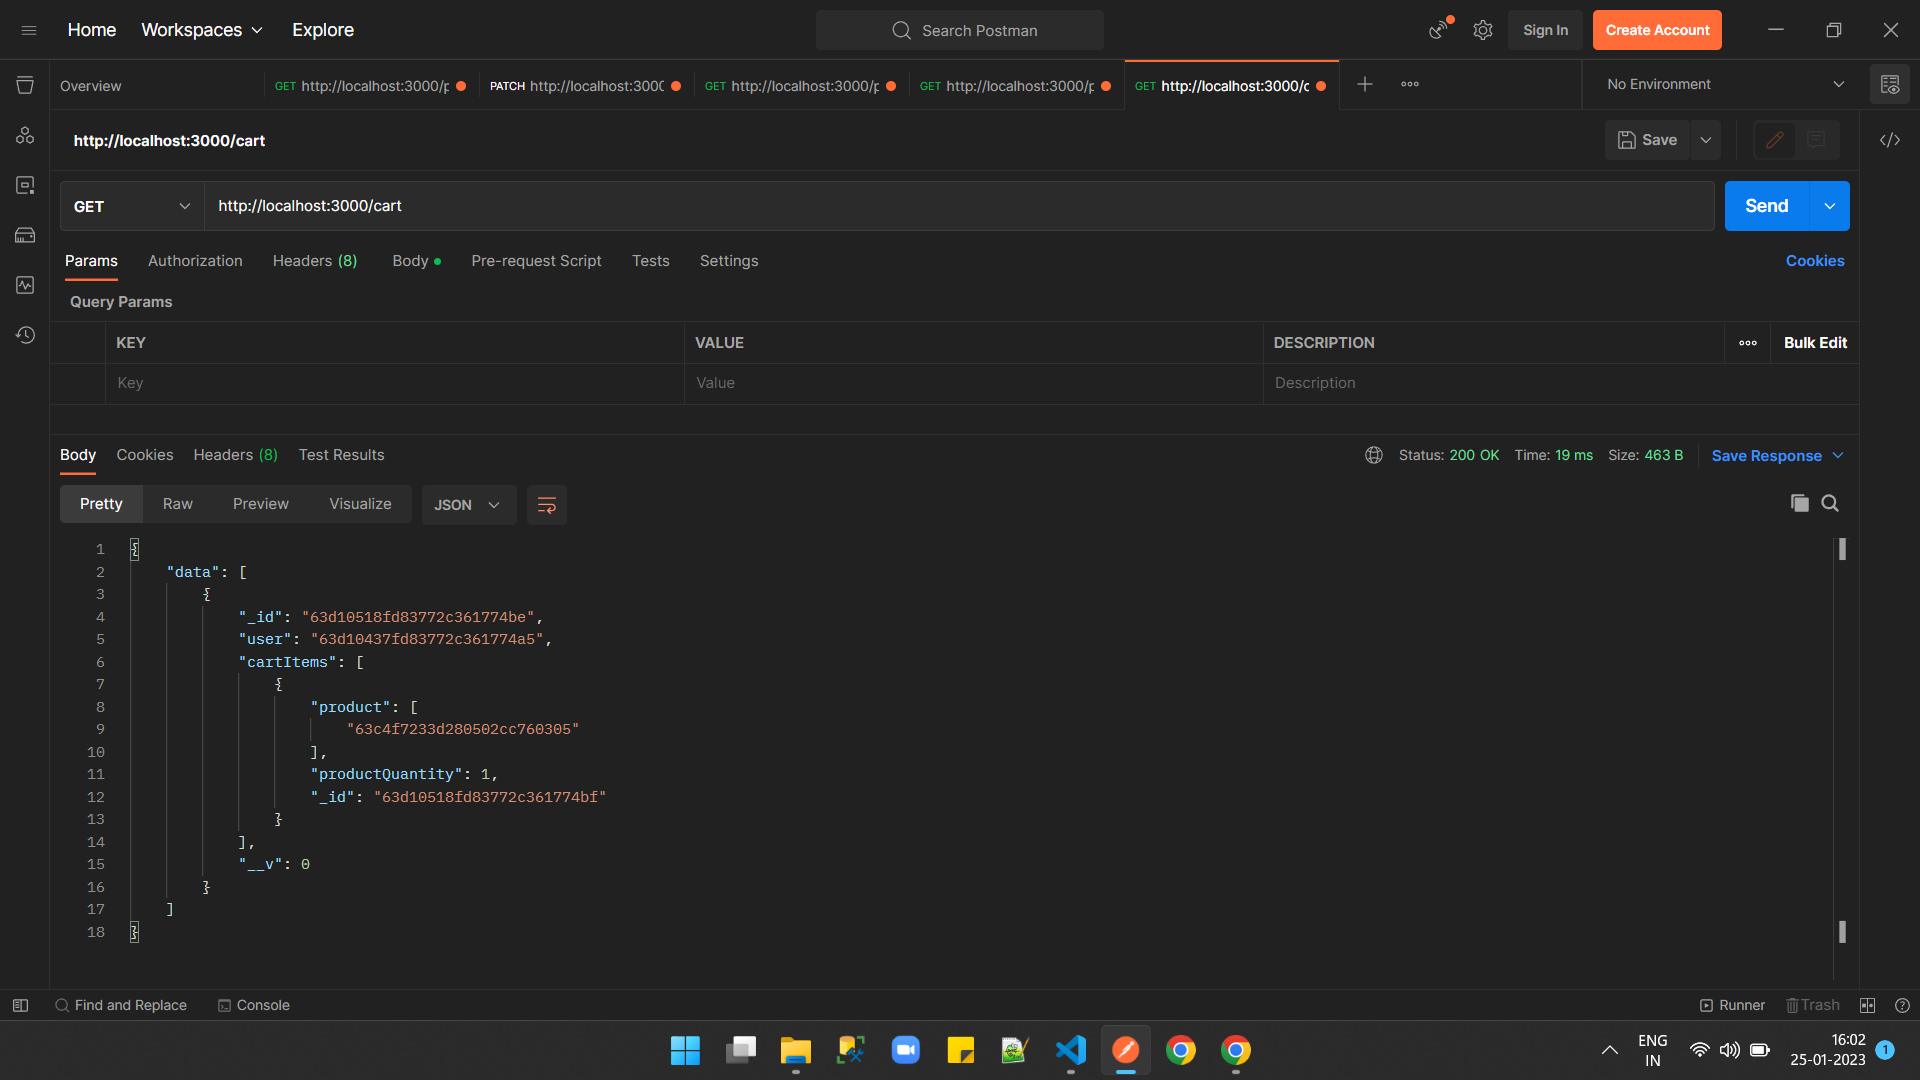 Home Workspaces Explore Search Postman Sign In Create Account
Overview GET http://localhost:3000/p PATCH http://localhost:300 GET http://localhost:3000/p GET http://localhost:3000/p GET http://localhost:3000/c No Environment
http://localhost:3000/cart Save
GET http://localhost:3000/cart Send
Params Authorization Headers (8) Body Pre-request Script Tests Settings Cookies
Query Params
KEY VALUE DESCRIPTION Bulk Edit
Key Value Description
Body Cookies Headers (8) Test Results Status: 200 OK Time: 19 ms Size: 463 B Save Response
Pretty Raw Preview Visualize JSON
1 {
2 "data": [
3 {
4 "_id": "63d10518fd83772c361774be",
5 "user": "63d10437fd83772c361774a5",
6 "cartItems": [
7 {
8 "product": [
9 "63c4f7233d280502cc760305"
10 ],
11 "productQuantity": 1,
12 "_id": "63d10518fd83772c361774bf"
13 }
14 ],
15 "__v": 0
16 }
17 ]
18 }
Find and Replace Console Runner Trash
ENG 16:02
IN 25-01-2023 1